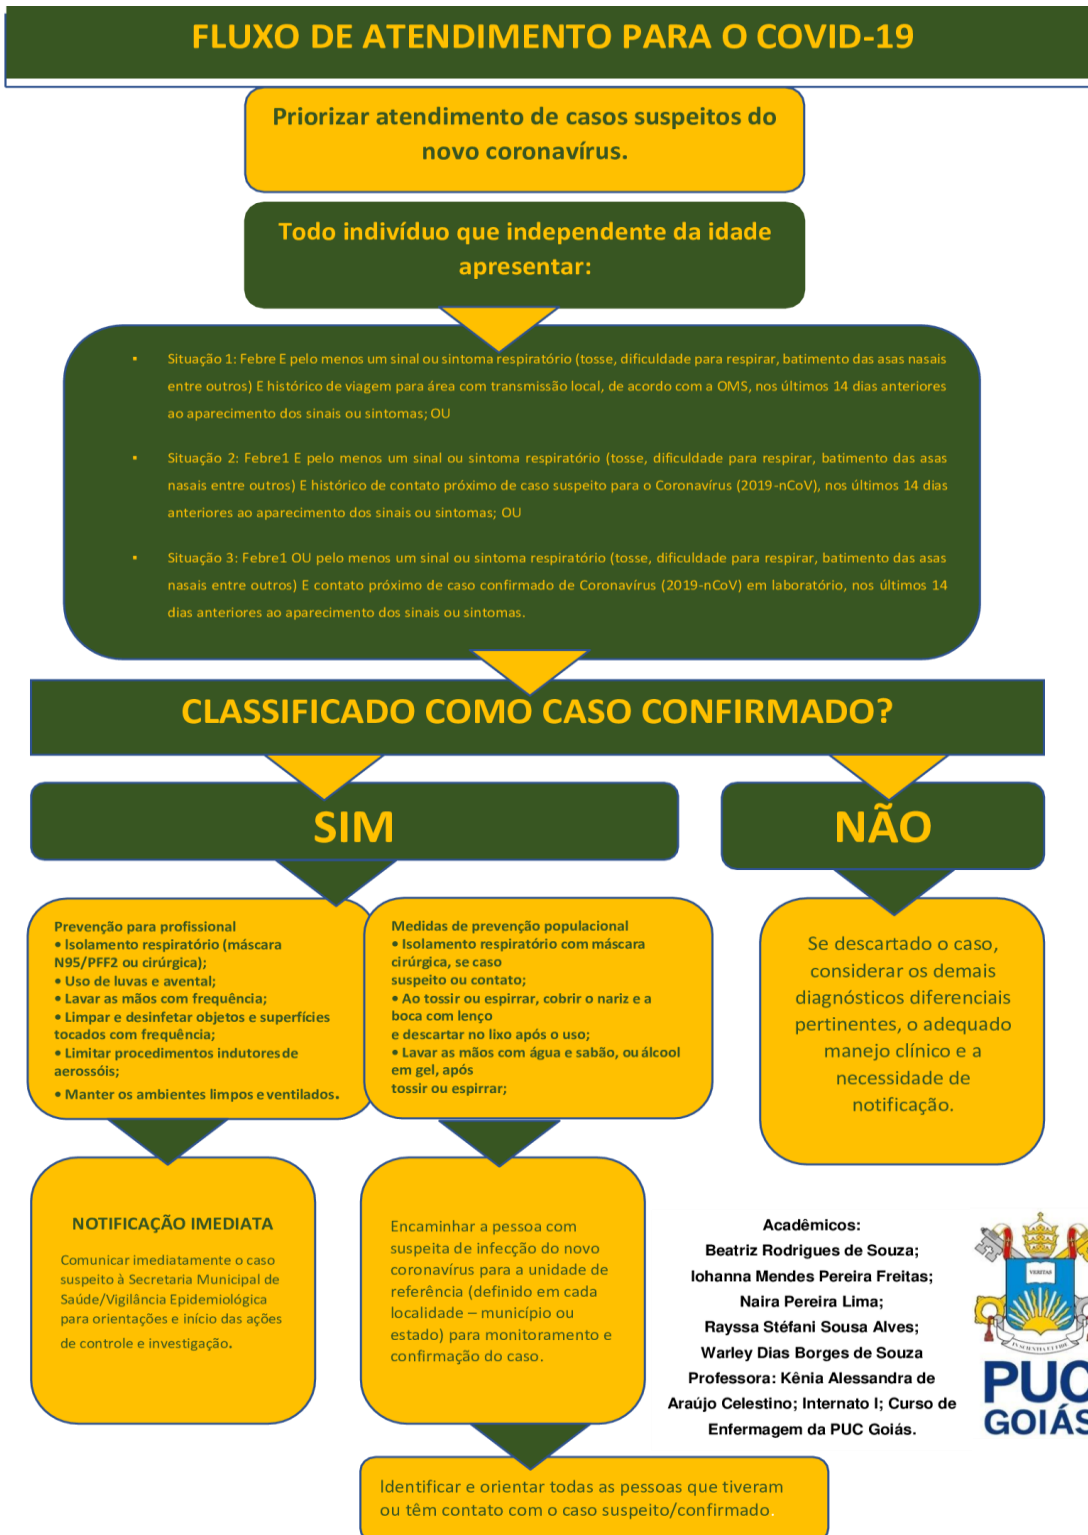 FLUXO DE ATENDIMENTO PARA O COVID-19
Priorizar atendimento de casos suspeitos do
novo coronavírus.
Todo indivíduo que independente da idade
apresentar:
▪ Situação 1: Febre E pelo menos um sinal ou sintoma respiratório (tosse, dificuldade para respirar, batimento das asas nasais
entre outros) E histórico de viagem para área com transmissão local, de acordo com a OMS, nos últimos 14 dias anteriores
ao aparecimento dos sinais ou sintomas; OU
▪ Situação 2: Febre1 E pelo menos um sinal ou sintoma respiratório (tosse, dificuldade para respirar, batimento das asas
nasais entre outros) E histórico de contato próximo de caso suspeito para o Coronavírus (2019-nCoV), nos últimos 14 dias
anteriores ao aparecimento dos sinais ou sintomas; OU
▪ Situação 3: Febre1 OU pelo menos um sinal ou sintoma respiratório (tosse, dificuldade para respirar, batimento das asas
nasais entre outros) E contato próximo de caso confirmado de Coronavírus (2019-nCoV) em laboratório, nos últimos 14
dias anteriores ao aparecimento dos sinais ou sintomas.
CLASSIFICADO COMO CASO CONFIRMADO?
SIM
NÃO
Prevenção para profissional
• Isolamento respiratório (máscara
N95/PFF2 ou cirúrgica);
• Uso de luvas e avental;
• Lavar as mãos com frequência;
• Limpar e desinfetar objetos e superfícies
tocados com frequência;
• Limitar procedimentos indutores de
aerossóis;
• Manter os ambientes limpos e ventilados.
Medidas de prevenção populacional
• Isolamento respiratório com máscara
cirúrgica, se caso
suspeito ou contato;
• Ao tossir ou espirrar, cobrir o nariz e a
boca com lenço
e descartar no lixo após o uso;
• Lavar as mãos com água e sabão, ou álcool
em gel, após
tossir ou espirrar;
Se descartado o caso,
considerar os demais
diagnósticos diferenciais
pertinentes, o adequado
manejo clínico e a
necessidade de
notificação.
NOTIFICAÇÃO IMEDIATA
Comunicar imediatamente o caso
suspeito à Secretaria Municipal de
Saúde/Vigilância Epidemiológica
para orientações e início das ações
de controle e investigação.
Encaminhar a pessoa com
suspeita de infecção do novo
coronavírus para a unidade de
referência (definido em cada
localidade – município ou
estado) para monitoramento e
confirmação do caso.
Acadêmicos:
Beatriz Rodrigues de Souza;
Iohanna Mendes Pereira Freitas;
Naira Pereira Lima;
Rayssa Stéfani Sousa Alves;
Warley Dias Borges de Souza
Professora: Kênia Alessandra de
Araújo Celestino; Internato I; Curso de
Enfermagem da PUC Goiás.
VERITAS
IN SCIENTIA ET FIDE
PUC
GOIÁS
Identificar e orientar todas as pessoas que tiveram
ou têm contato com o caso suspeito/confirmado.